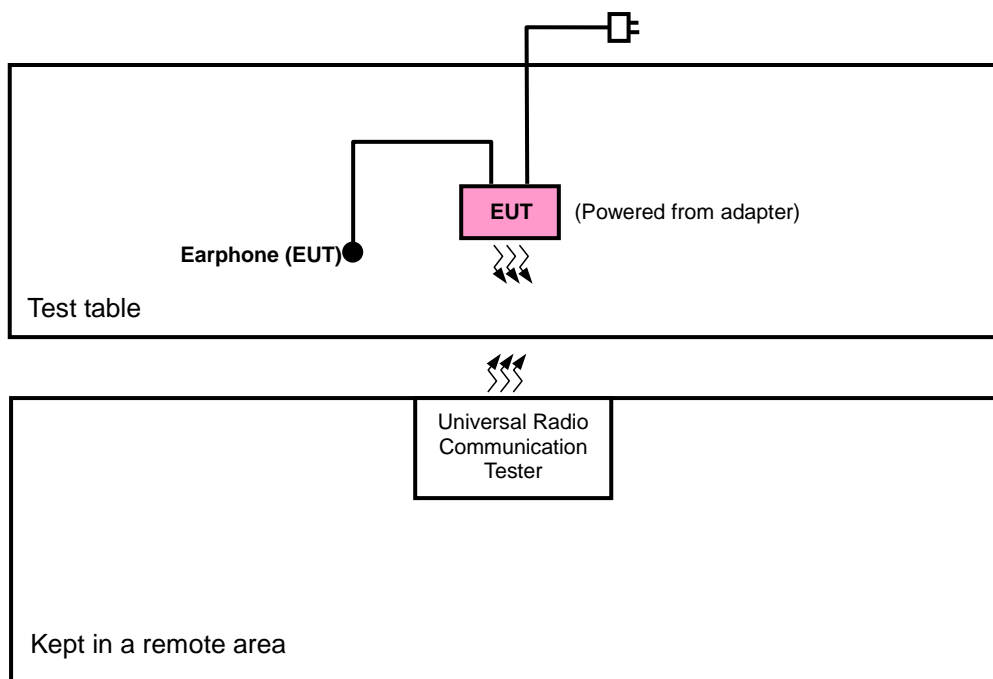 EUT
(Powered from adapter)
Earphone (EUT)
Test table
Universal Radio
Communication
Tester
Kept in a remote area